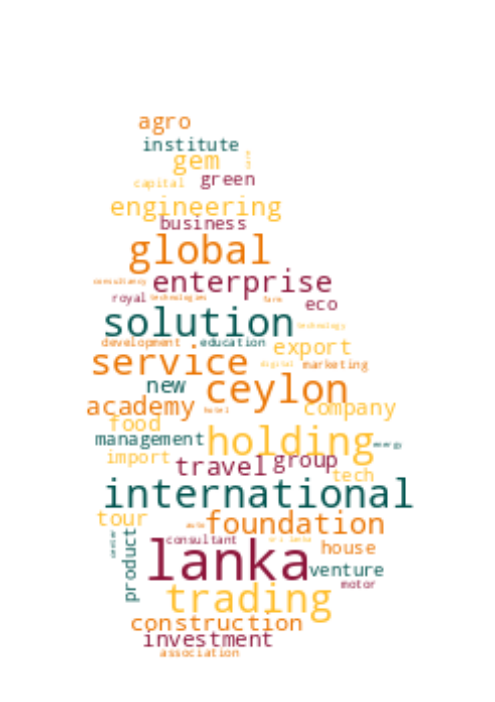 agro
institute
gem
capital green
engineering
business
global
consultancy enterprise
royal technologies farm eco
solution technology
development education export
service digital marketing
new ceylon
academy hotel company
food
management holding energy
import travel group
tech
international
tour auto foundation
center product consultant sri lanka house
lanka venture
motor
trading
construction
investment
association